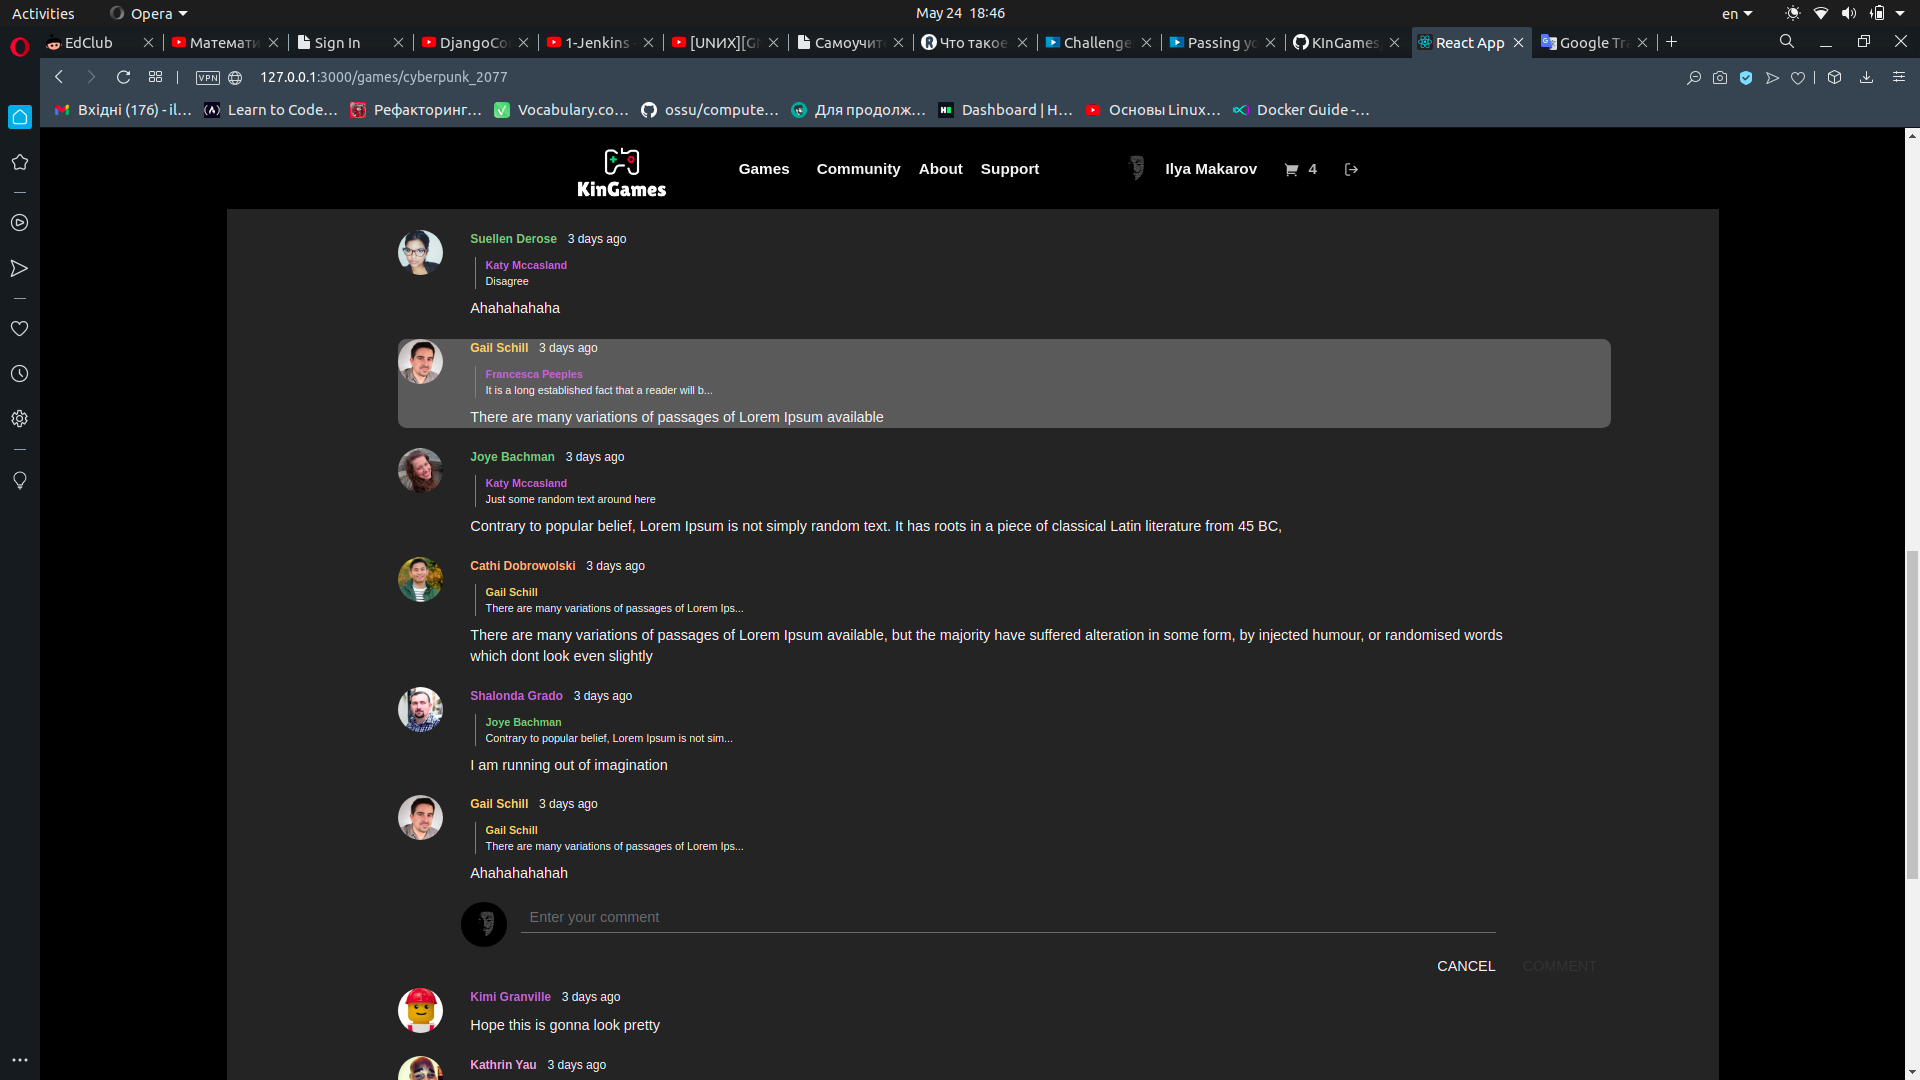 Activities
Opera
May 24 18:46
en
EdClub
Математи
Sign In
DjangoCo
1-Jenkins -
[UNИX][GN
Самоучит
Что такое
Challenge
Passing yo
KInGames
React App
Google Tra
VPN
127.0.0.1:3000/games/cyberpunk_2077
Вхідні (176) - il...
Learn to Code...
Рефакторинг...
Vocabulary.co...
ossu/compute...
Для продолж...
Dashboard | H...
Основы Linux...
Docker Guide -...
KinGames
Games
Community
About
Support
Ilya Makarov
4
Suellen Derose 3 days ago
Katy Mccasland
Disagree
Ahahahahaha
Gail Schill 3 days ago
Francesca Peeples
It is a long established fact that a reader will b...
There are many variations of passages of Lorem Ipsum available
Joye Bachman 3 days ago
Katy Mccasland
Just some random text around here
Contrary to popular belief, Lorem Ipsum is not simply random text. It has roots in a piece of classical Latin literature from 45 BC,
Cathi Dobrowolski 3 days ago
Gail Schill
There are many variations of passages of Lorem Ips...
There are many variations of passages of Lorem Ipsum available, but the majority have suffered alteration in some form, by injected humour, or randomised words
which dont look even slightly
Shalonda Grado 3 days ago
Joye Bachman
Contrary to popular belief, Lorem Ipsum is not sim...
I am running out of imagination
Gail Schill 3 days ago
Gail Schill
There are many variations of passages of Lorem Ips...
Ahahahahahah
Enter your comment
CANCEL
COMMENT
Kimi Granville 3 days ago
Hope this is gonna look pretty
Kathrin Yau 3 days ago